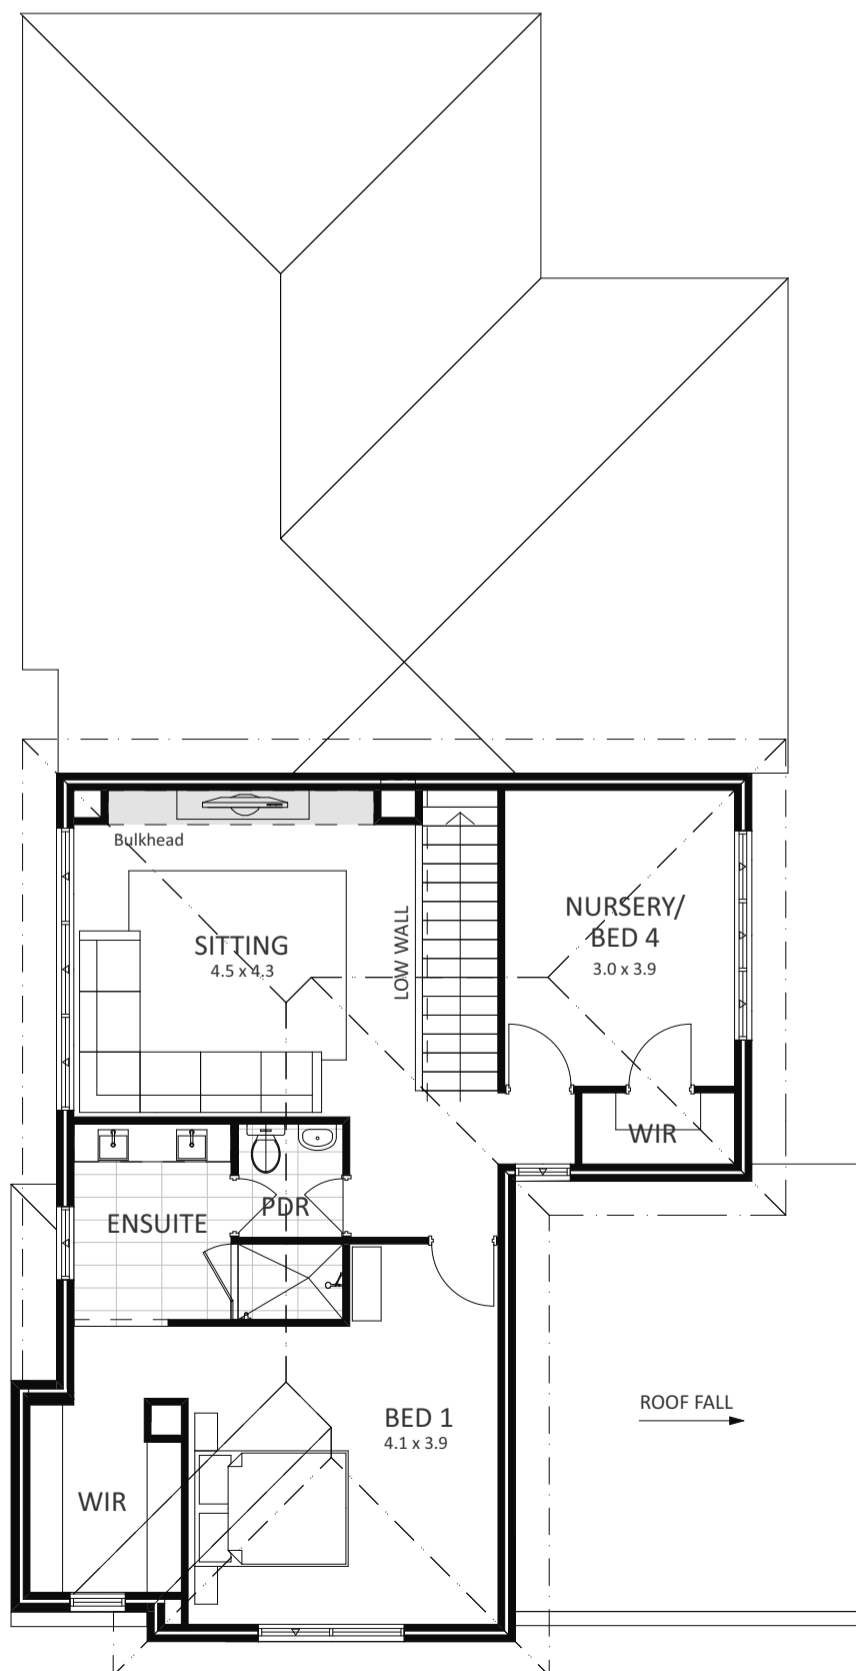 Bulkhead
SITTING
4.5 x 4.3
LOW WALL
NURSERY/
BED 4
3.0 x 3.9
WIR
ENSUITE
PDR
BED 1
4.1 x 3.9
ROOF FALL
WIR